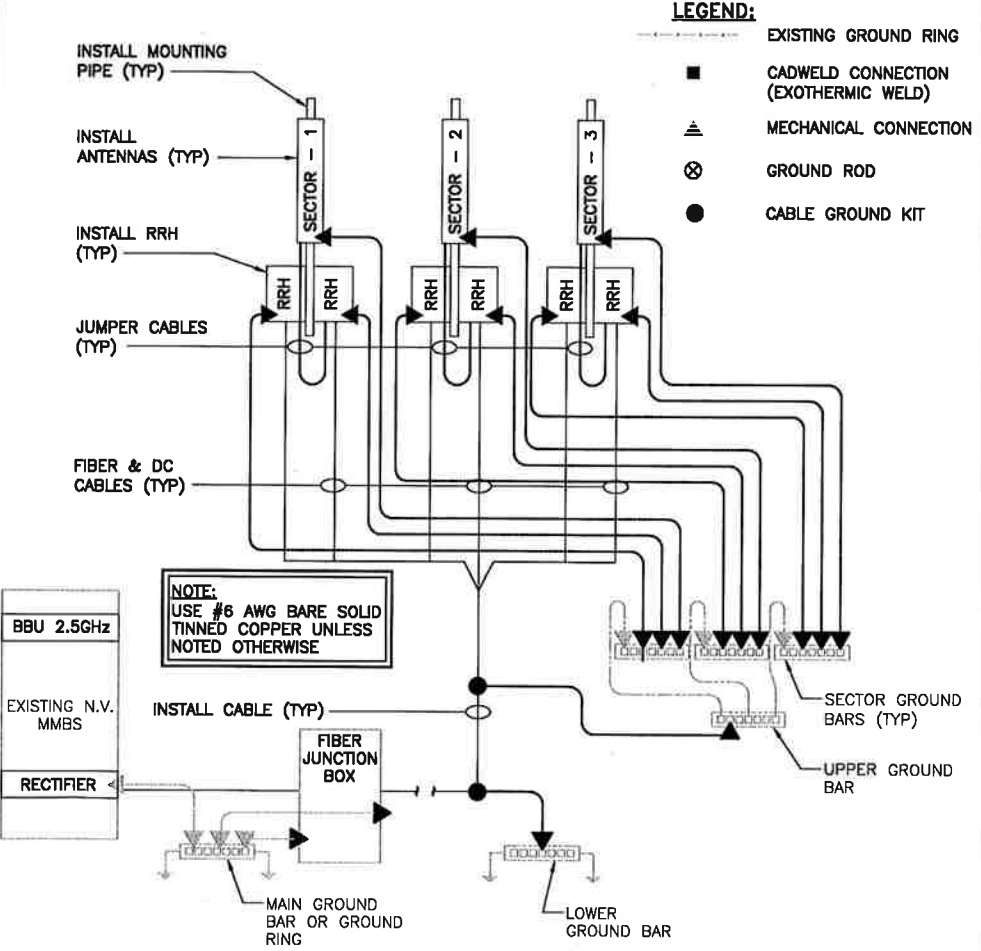 LEGEND:
EXISTING GROUND RING
CADWELD CONNECTION
(EXOTHERMIC WELD)
MECHANICAL CONNECTION
GROUND ROD
CABLE GROUND KIT
INSTALL MOUNTING
PIPE (TYP)
INSTALL
ANTENNAS (TYP)
INSTALL RRH
(TYP)
JUMPER CABLES
(TYP)
FIBER & DC
CABLES (TYP)
SECTOR - 1
SECTOR - 2
SECTOR - 3
RRH
RRH
RRH
RRH
RRH
RRH
NOTE:
USE #6 AWG BARE SOLID
TINNED COPPER UNLESS
NOTED OTHERWISE
BBU 2.5GHz
EXISTING N.V.
MMBS
RECTIFIER
INSTALL CABLE (TYP)
FIBER
JUNCTION
BOX
SECTOR GROUND
BARS (TYP)
UPPER GROUND
BAR
MAIN GROUND
BAR OR GROUND
RING
LOWER
GROUND BAR